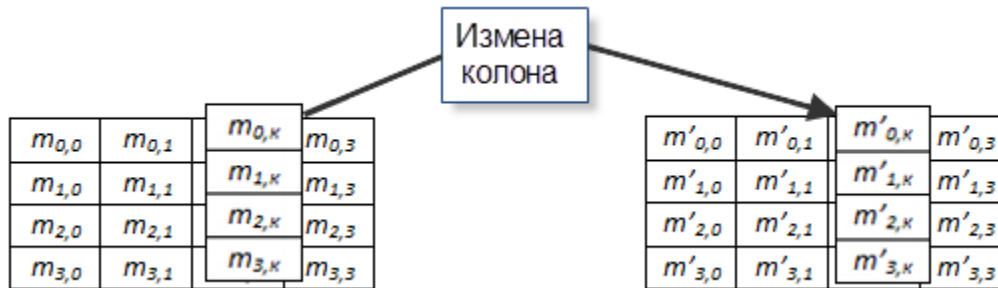 Измена
колона
m0,0 m0,1 m0,к m0,3 m'0,0 m'0,1 m'0,к m'0,3
m1,0 m1,1 m1,к m1,3 m'1,0 m'1,1 m'1,к m'1,3
m2,0 m2,1 m2,к m2,3 m'2,0 m'2,1 m'2,к m'2,3
m3,0 m3,1 m3,к m3,3 m'3,0 m'3,1 m'3,к m'3,3